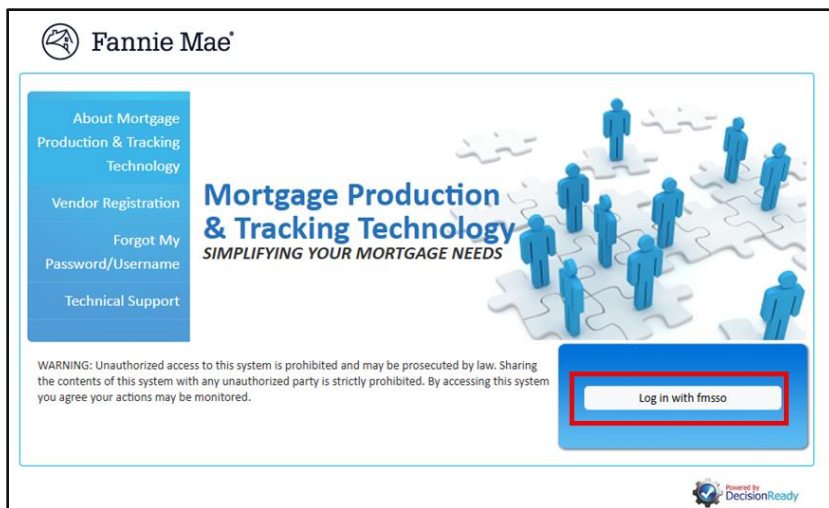 Fannie Mae®
About Mortgage
Production & Tracking
Technology
Vendor Registration
Forgot My
Password/Username
Technical Support
Mortgage Production
& Tracking Technology
SIMPLIFYING YOUR MORTGAGE NEEDS
WARNING: Unauthorized access to this system is prohibited and may be prosecuted by law. Sharing
the contents of this system with any unauthorized party is strictly prohibited. By accessing this system
you agree your actions may be monitored.
Log in with fmsso
Powered by
DecisionReady